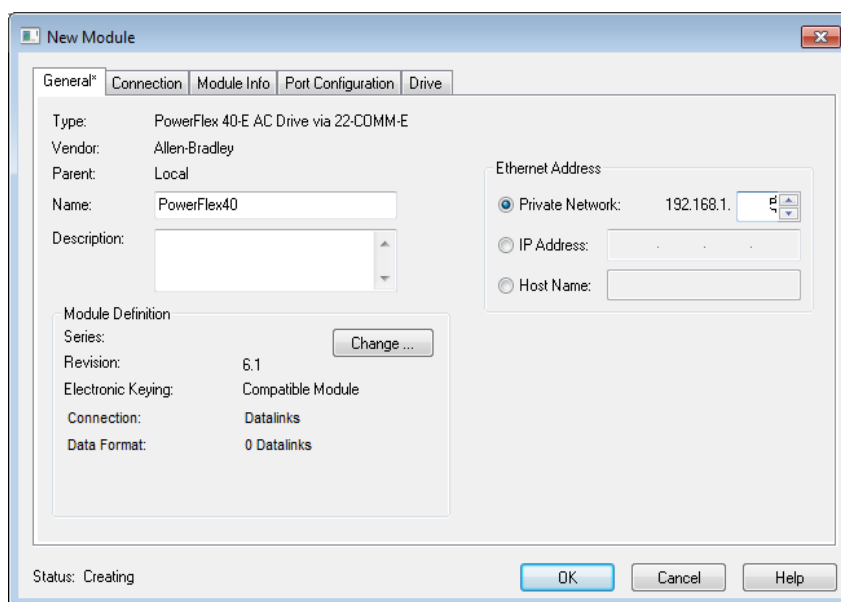 New Module
General* Connection Module Info Port Configuration Drive
Type: PowerFlex 40-E AC Drive via 22-COMM-E
Vendor: Allen-Bradley
Parent: Local
Name: PowerFlex40
Description:
Ethernet Address
Private Network: 192.168.1.
IP Address: . . .
Host Name:
Module Definition
Series:
Change ...
Revision: 6.1
Electronic Keying: Compatible Module
Connection: Datalinks
Data Format: 0 Datalinks
Status: Creating
OK Cancel Help